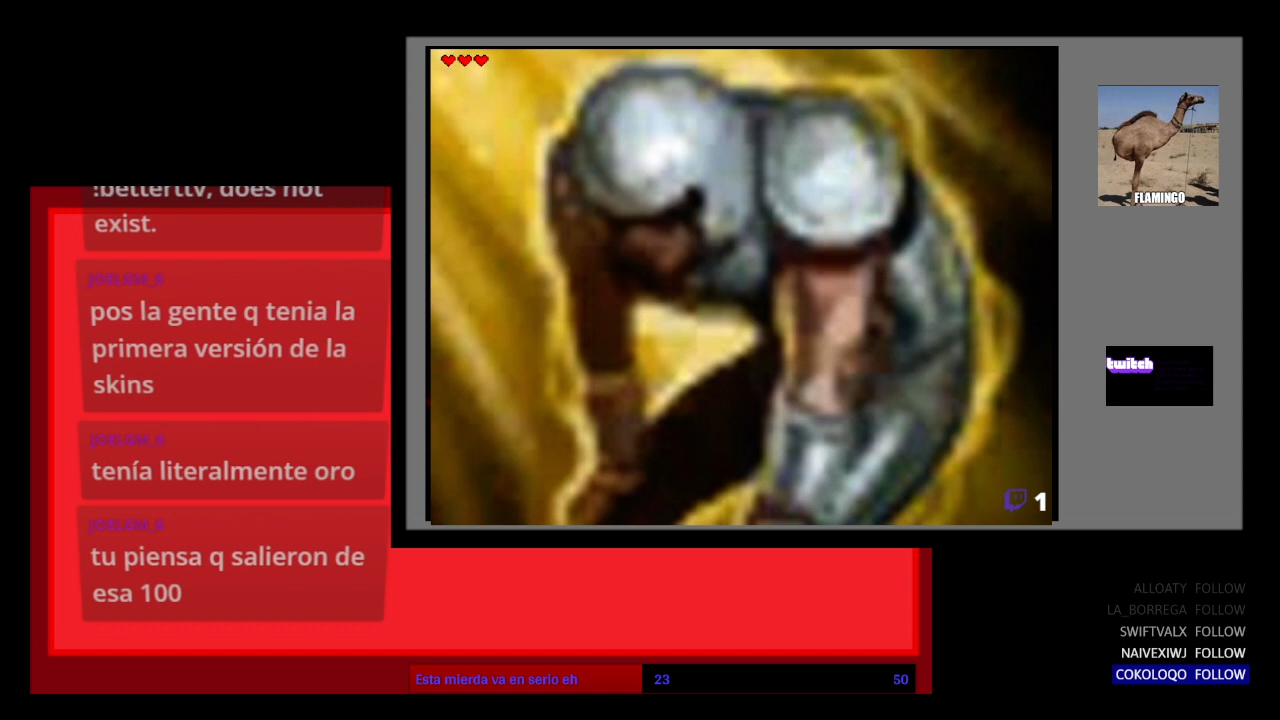 :betterttv, does not
exist.
pos la gente q tenia la
primera versión de la
skins
tenía literalmente oro
tu piensa q salieron de
esa 100
1
FLAMINGO
twitch
ALLOATY FOLLOW
LA_BORREGA FOLLOW
SWIFTVALX FOLLOW
NAIVEXIWJ FOLLOW
COKOLOQO FOLLOW
Esta mierda va en serio eh 23 50